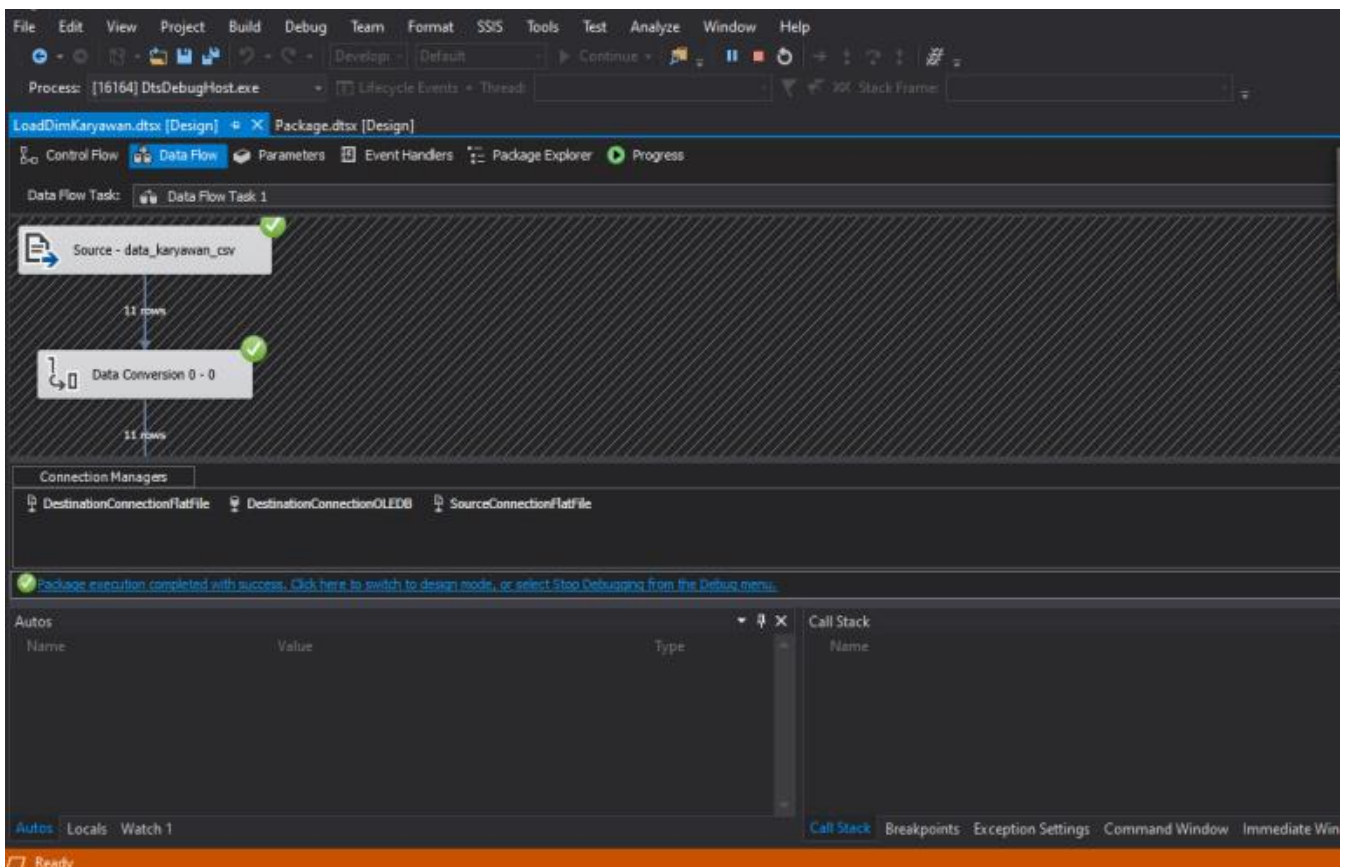 File Edit View Project Build Debug Team Format SSIS Tools Test Analyze Window Help
Default Continue
Process: [16164] DtsDebugHost.exe Lifecycle Events Thread: Stack Frame:
LoadDimKaryawan.dtsx [Design] Package.dtsx [Design]
Control Flow Data Flow Parameters Event Handlers Package Explorer Progress
Data Flow Task: Data Flow Task 1
Source - data_karyawan_csv
11 rows
Data Conversion 0 - 0
11 rows
Connection Managers
DestinationConnectionFlatFile DestinationConnectionOLEDB SourceConnectionFlatFile
Package execution completed with success. Click here to switch to design mode, or select Stop Debugging from the Debug menu.
Autos Call Stack
Name Value Type Name
Autos Locals Watch 1 Call Stack Breakpoints Exception Settings Command Window Immediate Win
Ready